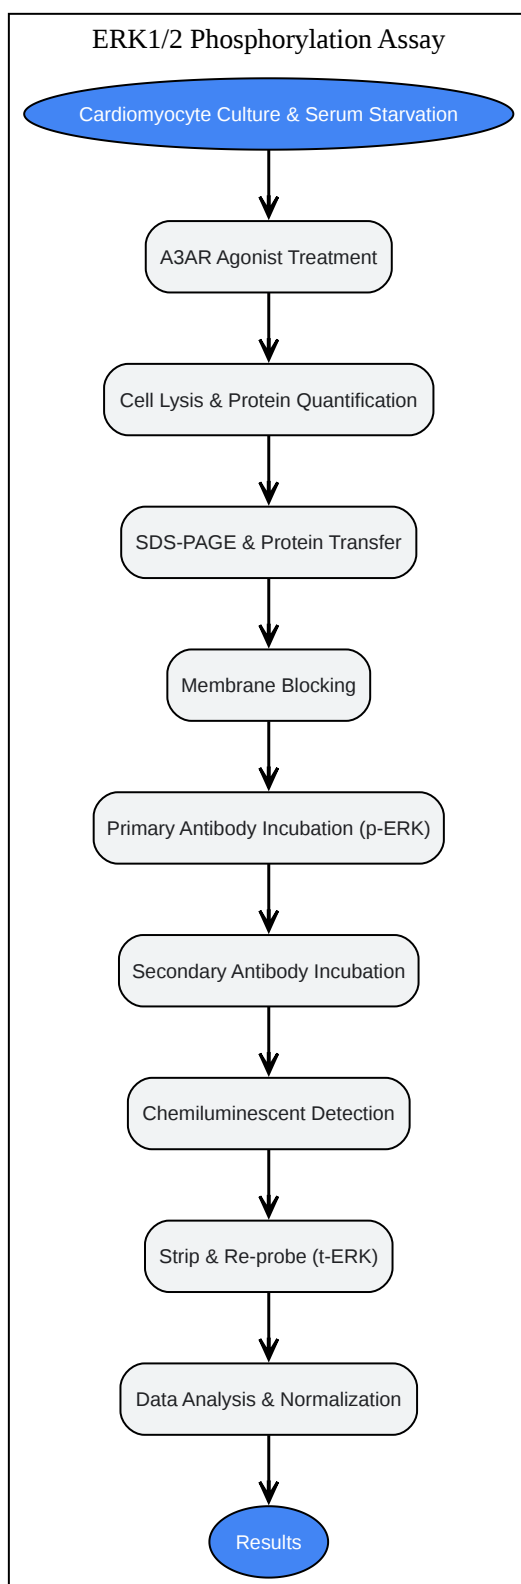 ERK1/2 Phosphorylation Assay
Cardiomyocyte Culture & Serum Starvation
A3AR Agonist Treatment
Cell Lysis & Protein Quantification
SDS-PAGE & Protein Transfer
Membrane Blocking
Primary Antibody Incubation (p-ERK)
Secondary Antibody Incubation
Chemiluminescent Detection
Strip & Re-probe (t-ERK)
Data Analysis & Normalization
Results